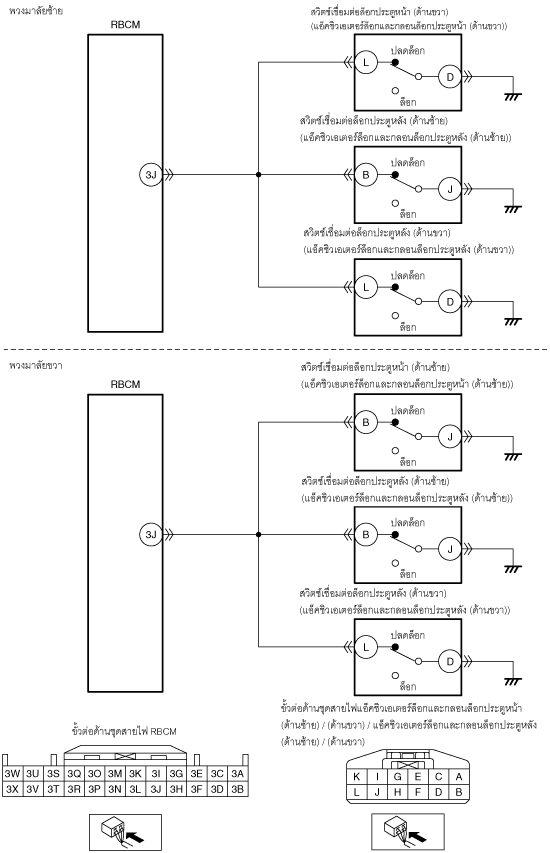 พวงมาลัยซ้าย
RBCM
3J
สวิตซ์เชื่อมต่อล็อกประตูหน้า (ด้านขวา)
(แอ็คชิวเอเตอร์ล็อกและกลอนล็อกประตูหน้า (ด้านขวา))
ปลดล็อก
L
D
ล็อก
สวิตซ์เชื่อมต่อล็อกประตูหลัง (ด้านซ้าย)
(แอ็คชิวเอเตอร์ล็อกและกลอนล็อกประตูหลัง (ด้านซ้าย))
ปลดล็อก
B
J
ล็อก
สวิตซ์เชื่อมต่อล็อกประตูหลัง (ด้านขวา)
(แอ็คชิวเอเตอร์ล็อกและกลอนล็อกประตูหลัง (ด้านขวา))
ปลดล็อก
L
D
ล็อก
พวงมาลัยขวา
RBCM
3J
สวิตซ์เชื่อมต่อล็อกประตูหน้า (ด้านซ้าย)
(แอ็คชิวเอเตอร์ล็อกและกลอนล็อกประตูหน้า (ด้านซ้าย))
ปลดล็อก
B
J
ล็อก
สวิตซ์เชื่อมต่อล็อกประตูหลัง (ด้านซ้าย)
(แอ็คชิวเอเตอร์ล็อกและกลอนล็อกประตูหลัง (ด้านซ้าย))
ปลดล็อก
B
J
ล็อก
สวิตซ์เชื่อมต่อล็อกประตูหลัง (ด้านขวา)
(แอ็คชิวเอเตอร์ล็อกและกลอนล็อกประตูหลัง (ด้านขวา))
ปลดล็อก
L
D
ล็อก
ขั้วต่อด้านชุดสายไฟ RBCM
3W 3U 3S 3Q 3O 3M 3K 3I 3G 3E 3C 3A
3X 3V 3T 3R 3P 3N 3L 3J 3H 3F 3D 3B
ขั้วต่อด้านชุดสายไฟแอ็คชิวเอเตอร์ล็อกและกลอนล็อกประตูหน้า
(ด้านซ้าย) / (ด้านขวา) / แอ็คชิวเอเตอร์ล็อกและกลอนล็อกประตูหลัง
(ด้านซ้าย) / (ด้านขวา)
K I G E C A
L J H F D B